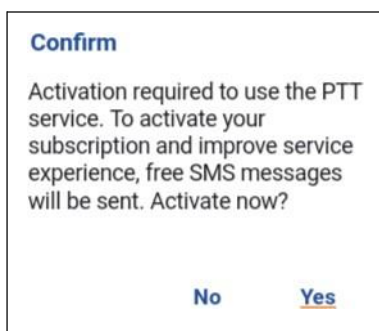 Confirm
Activation required to use the PTT
service. To activate your
subscription and improve service
experience, free SMS messages
will be sent. Activate now?
No Yes